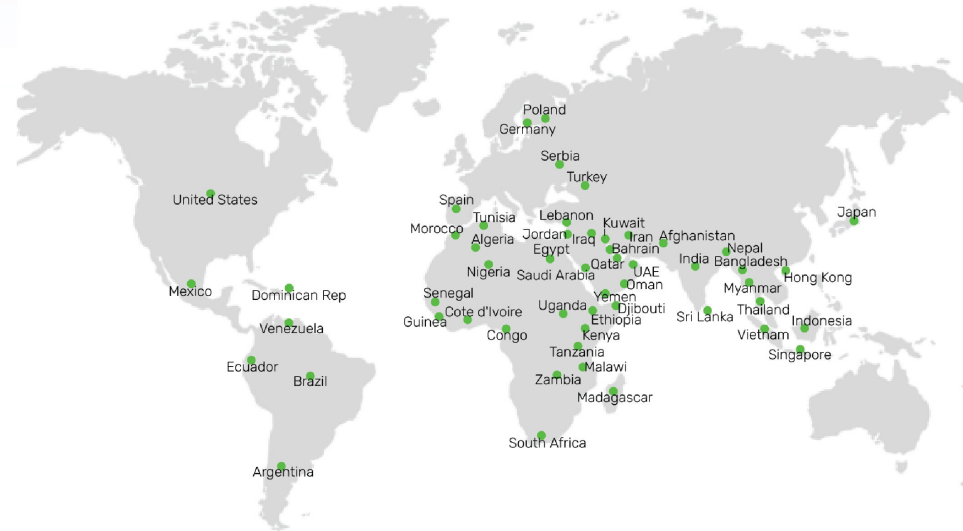 Poland
Germany
Serbia
Turkey
United States
Spain
Tunisia
Lebanon
Kuwait
Japan
Morocco
Algeria
Jordan
Iraq
Iran
Afghanistan
Egypt
Bahrain
Nepal
Nigeria
Saudi Arabia
Qatar
UAE
India
Bangladesh
Hong Kong
Mexico
Dominican Rep
Oman
Myanmar
Senegal
Yemen
Guinea
Cote d'Ivoire
Uganda
Djibouti
Ethiopia
Sri Lanka
Thailand
Venezuela
Congo
Kenya
Vietnam
Indonesia
Ecuador
Tanzania
Singapore
Brazil
Zambia
Malawi
Madagascar
South Africa
Argentina